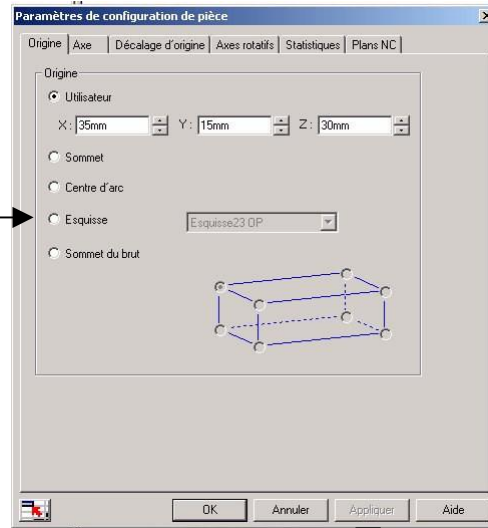 Paramètres de configuration de pièce
Origine Axe Décalage d'origine Axes rotatifs Statistiques Plans NC
Origine
Utilisateur
X: 35mm Y: 15mm Z: 30mm
Sommet
Centre d'arc
Esquisse Esquisse23 OP
Sommet du brut
OK Annuler Appliquer Aide